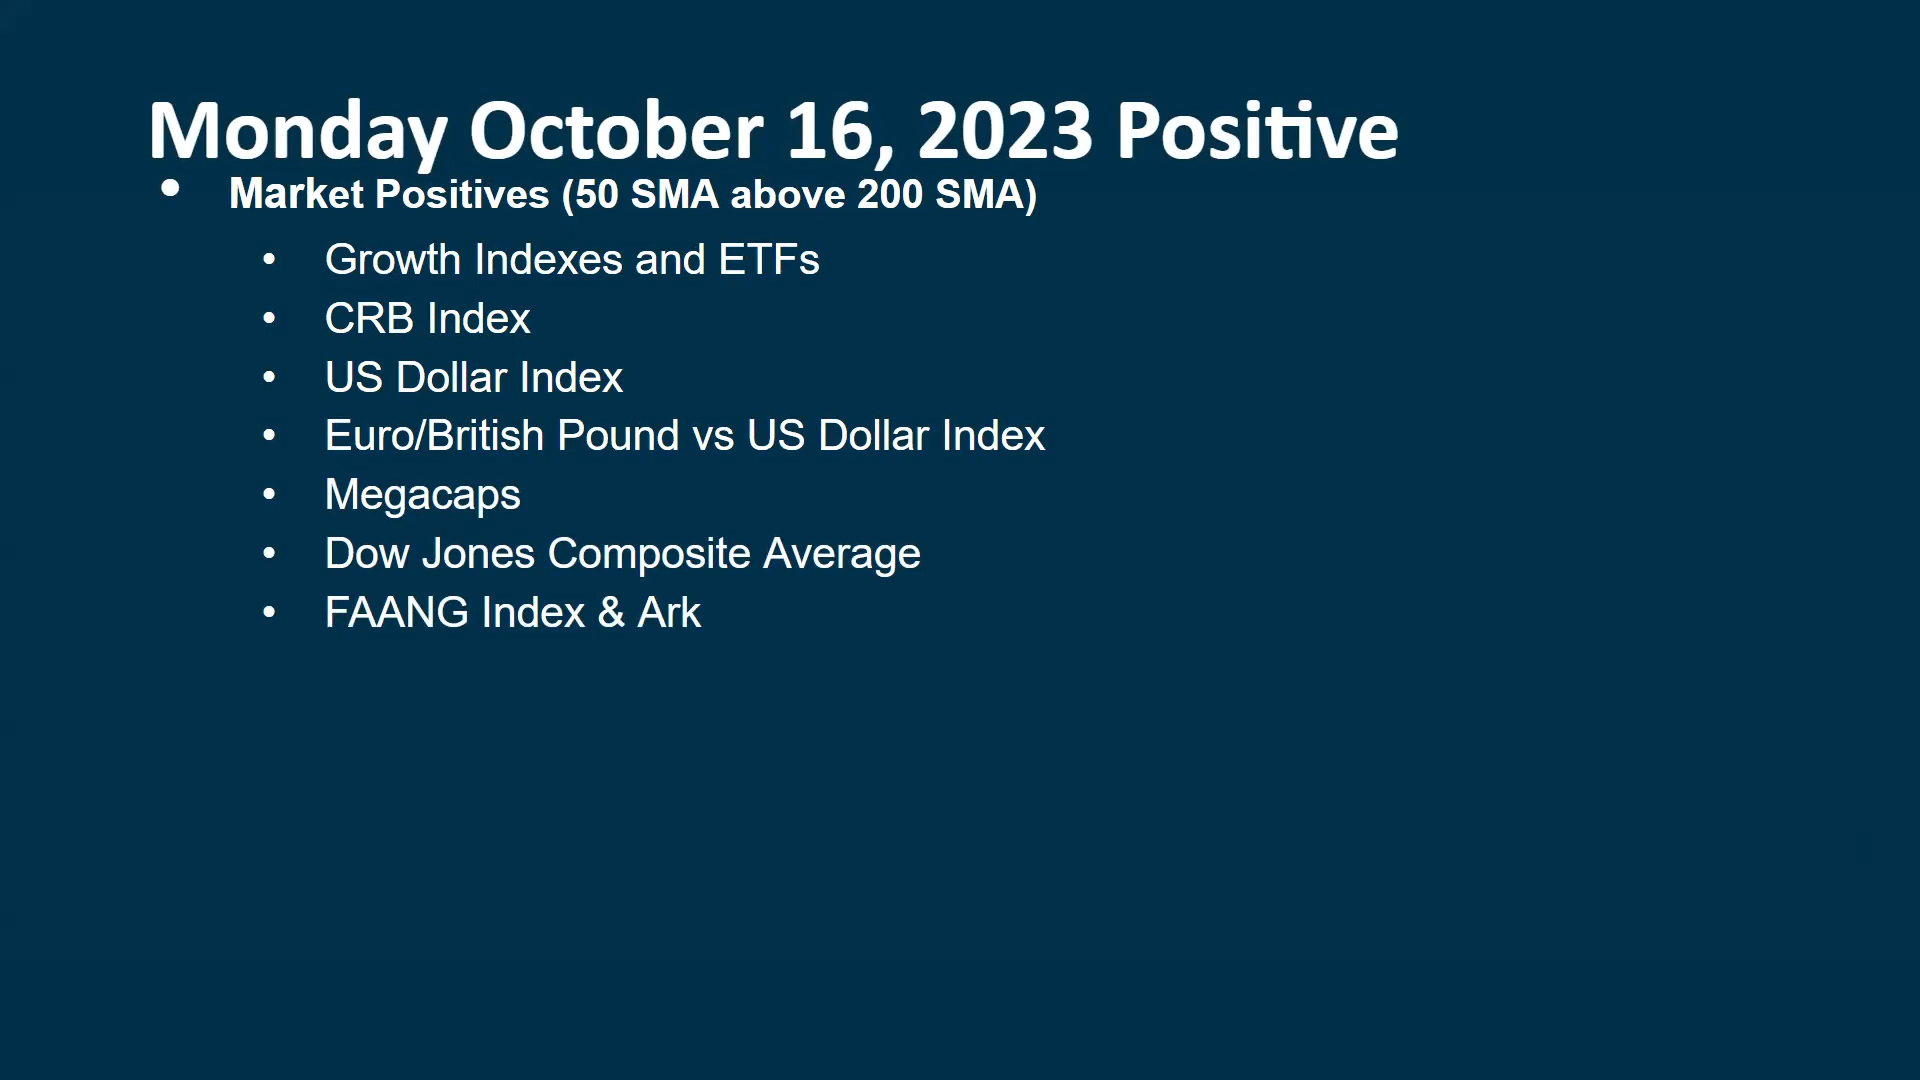 Monday October 16, 2023 Positive
• Market Positives (50 SMA above 200 SMA)
• Growth Indexes and ETFs
• CRB Index
• US Dollar Index
• Euro/British Pound vs US Dollar Index
• Megacaps
• Dow Jones Composite Average
• FAANG Index & Ark